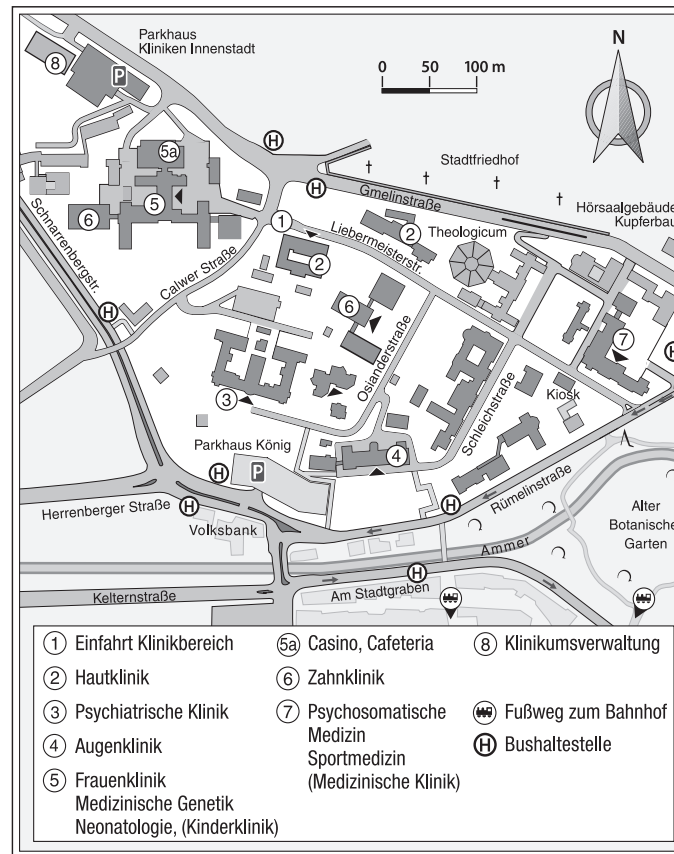 Parkhaus
Kliniken Innenstadt
8
P
0 50 100 m
N
5a
H
Stadtfriedhof
H
Gmelinstraße
Hörsaalgebäude
Kupferbau
5
6
1
2
Liebermeisterstr.
Theologicum
Schnarrenbergstr.
Calwer Straße
2
H
6
Osianderstraße
7
H
3
Schleichstraße
Kiosk
Parkhaus König
H
P
4
H
Rümelinstraße
Herrenberger Straße
H
Volksbank
Ammer
Alter
Botanische
Garten
H
Kelternstraße
Am Stadtgraben
1 Einfahrt Klinikbereich
2 Hautklinik
3 Psychiatrische Klinik
4 Augenklinik
5 Frauenklinik
Medizinische Genetik
Neonatologie, (Kinderklinik)
5a Casino, Cafeteria
6 Zahnklinik
7 Psychosomatische
Medizin
Sportmedizin
(Medizinische Klinik)
8 Klinikumsverwaltung
Fußweg zum Bahnhof
H Bushaltestelle